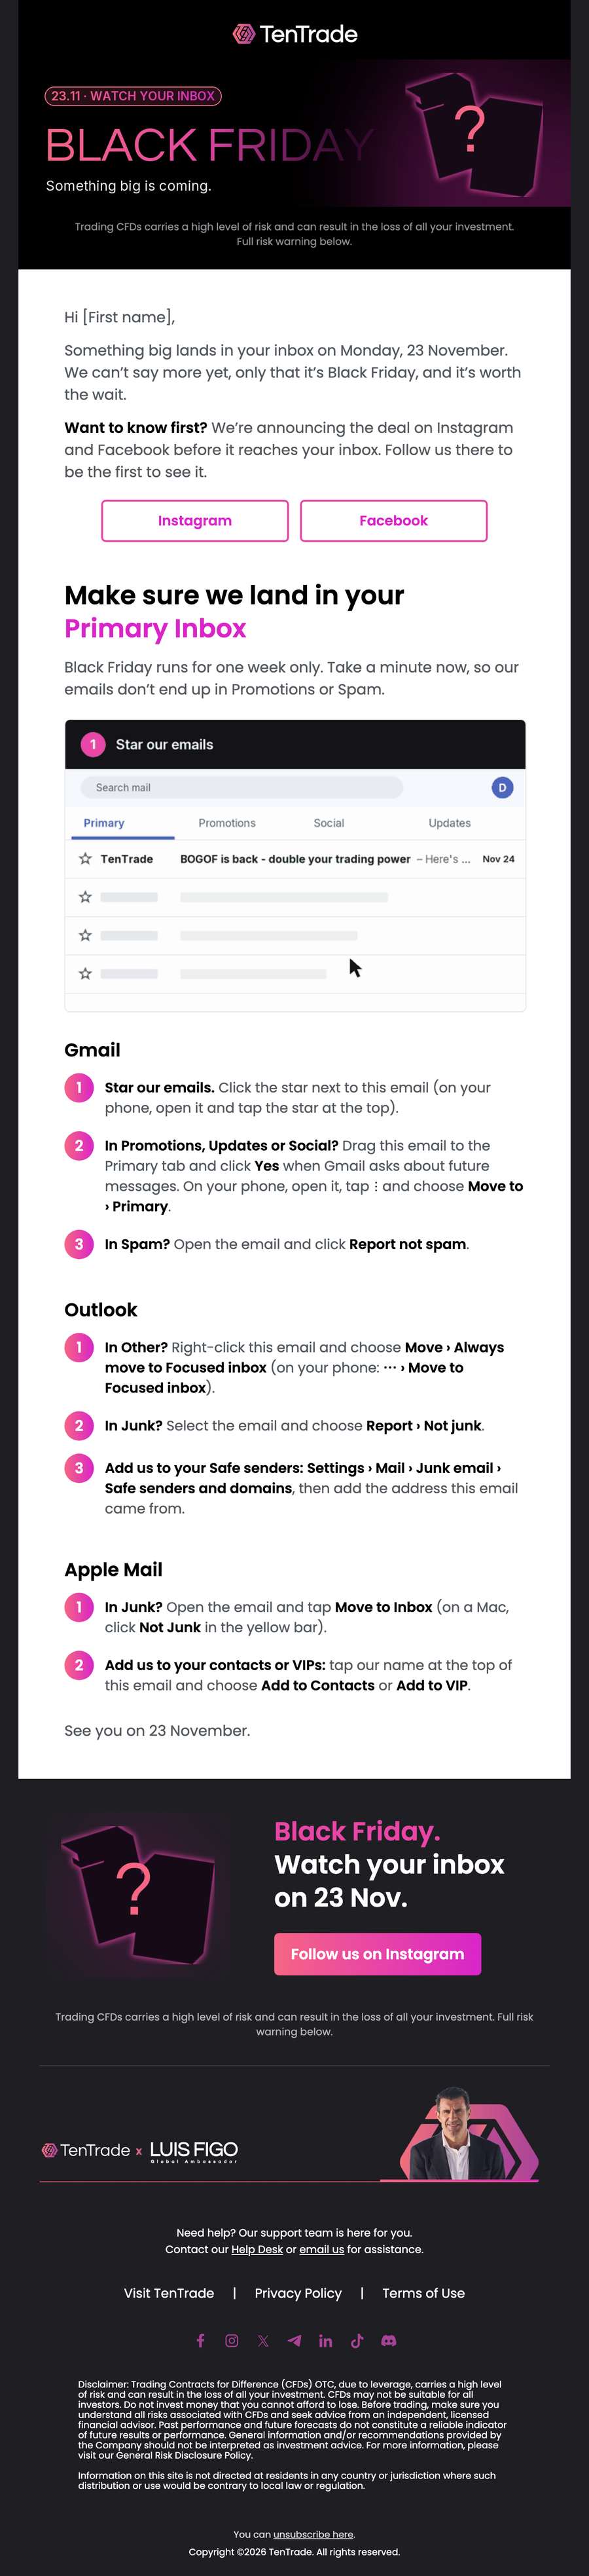 TenTrade
23.11 · WATCH YOUR INBOX
BLACK FRIDAY
?
Something big is coming.
Trading CFDs carries a high level of risk and can result in the loss of all your investment.
Full risk warning below.
Hi [First name],
Something big lands in your inbox on Monday, 23 November.
We can’t say more yet, only that it’s Black Friday, and it’s worth
the wait.
Want to know first? We’re announcing the deal on Instagram
and Facebook before it reaches your inbox. Follow us there to
be the first to see it.
Instagram
Facebook
Make sure we land in your
Primary Inbox
Black Friday runs for one week only. Take a minute now, so our
emails don’t end up in Promotions or Spam.
1 Star our emails
Search mail
D
Primary Promotions Social Updates
TenTrade BOGOF is back - double your trading power – Here's ... Nov 24
Gmail
1 Star our emails. Click the star next to this email (on your
phone, open it and tap the star at the top).
2 In Promotions, Updates or Social? Drag this email to the
Primary tab and click Yes when Gmail asks about future
messages. On your phone, open it, tap ⋮ and choose Move to
› Primary.
3 In Spam? Open the email and click Report not spam.
Outlook
1 In Other? Right-click this email and choose Move › Always
move to Focused inbox (on your phone: ··· › Move to
Focused inbox).
2 In Junk? Select the email and choose Report › Not junk.
3 Add us to your Safe senders: Settings › Mail › Junk email ›
Safe senders and domains, then add the address this email
came from.
Apple Mail
1 In Junk? Open the email and tap Move to Inbox (on a Mac,
click Not Junk in the yellow bar).
2 Add us to your contacts or VIPs: tap our name at the top of
this email and choose Add to Contacts or Add to VIP.
See you on 23 November.
?
Black Friday.
Watch your inbox
on 23 Nov.
Follow us on Instagram
Trading CFDs carries a high level of risk and can result in the loss of all your investment. Full risk
warning below.
TenTrade x LUIS FIGO
Global Ambassador
Need help? Our support team is here for you.
Contact our Help Desk or email us for assistance.
Visit TenTrade | Privacy Policy | Terms of Use
Disclaimer: Trading Contracts for Difference (CFDs) OTC, due to leverage, carries a high level
of risk and can result in the loss of all your investment. CFDs may not be suitable for all
investors. Do not invest money that you cannot afford to lose. Before trading, make sure you
understand all risks associated with CFDs and seek advice from an independent, licensed
financial advisor. Past performance and future forecasts do not constitute a reliable indicator
of future results or performance. General information and/or recommendations provided by
the Company should not be interpreted as investment advice. For more information, please
visit our General Risk Disclosure Policy.
Information on this site is not directed at residents in any country or jurisdiction where such
distribution or use would be contrary to local law or regulation.
You can unsubscribe here.
Copyright ©2026 TenTrade. All rights reserved.